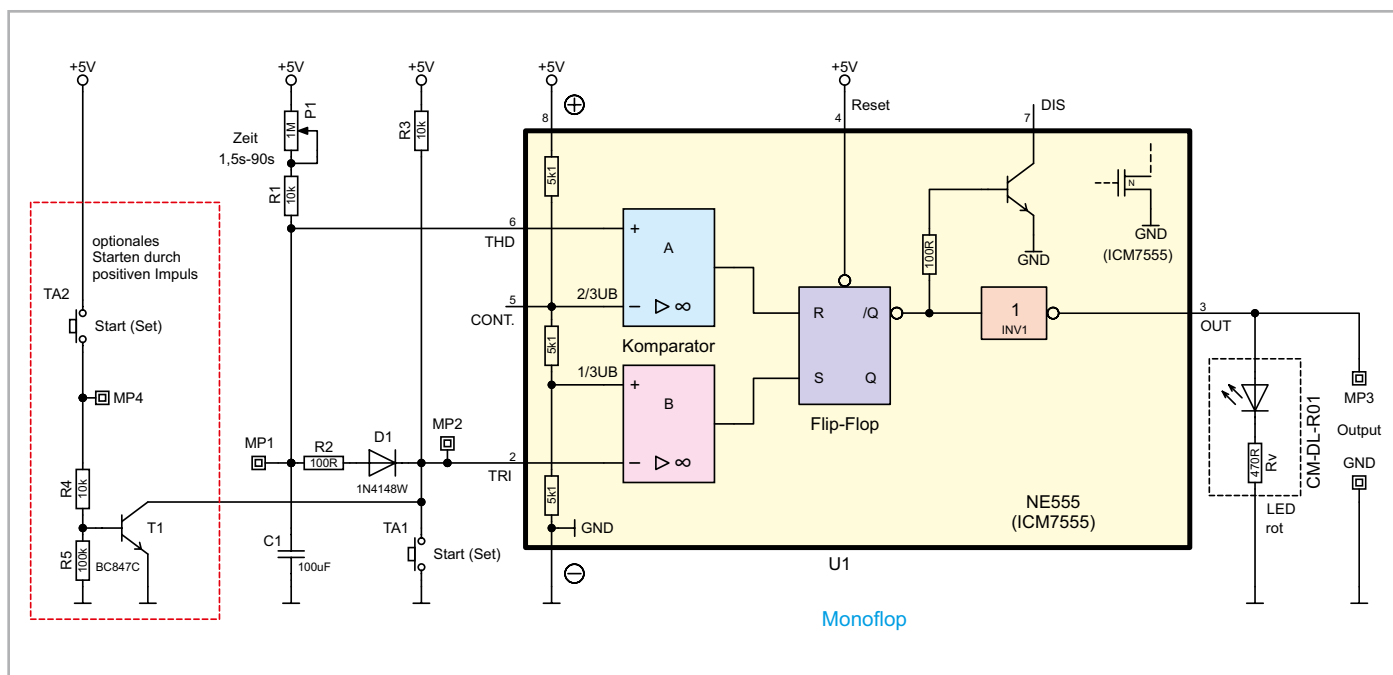 +5V
+5V
+5V
+5V
+5V
P1
1M
Zeit
1,5s-90s
R1
10k
R3
10k
8
+
Reset
4
DIS
7
5k1
N
GND
(ICM7555)
GND
100R
optionales
Starten durch
positiven Impuls
TA2
Start (Set)
MP4
R4
10k
R5
100k
T1
BC847C
6
THD
5
CONT.
2/3UB
+
A
−
▷ ∞
Komparator
5k1
1/3UB
+
B
−
▷ ∞
R
/Q
S
Q
Flip-Flop
1
INV1
3
OUT
MP1
R2
100R
D1
1N4148W
MP2
2
TRI
5k1
GND
C1
100uF
TA1
Start (Set)
−
NE555
(ICM7555)
U1
470R
Rv
CM-DL-R01
LED
rot
MP3
Output
GND
Monoflop